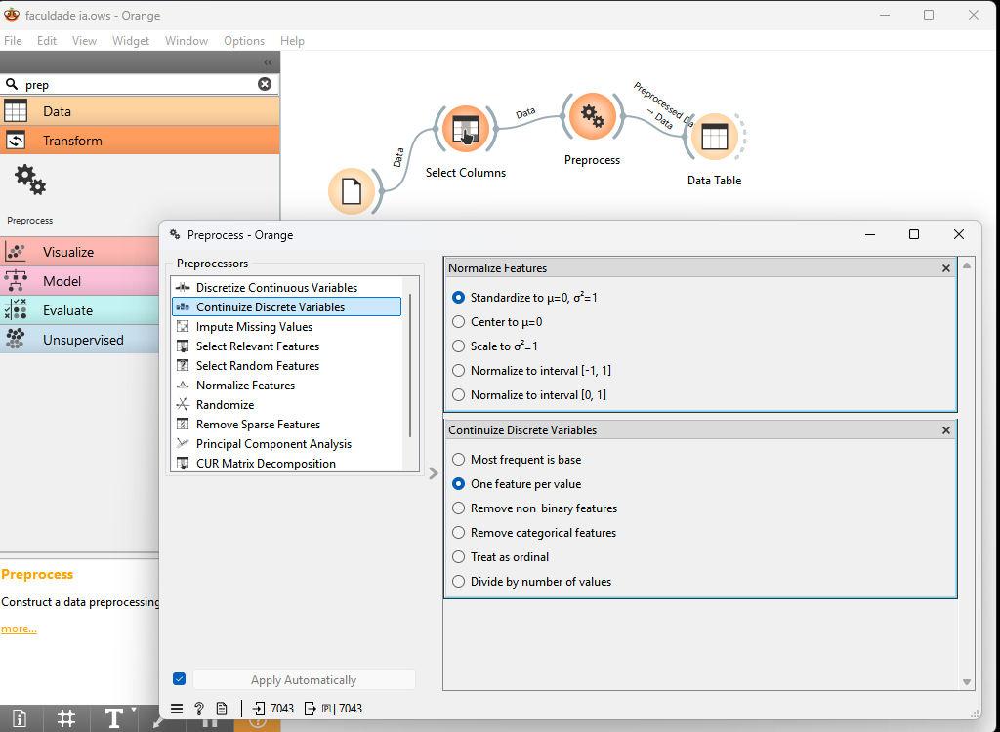 faculdade ia.ows - Orange
File Edit View Widget Window Options Help
prep
Data
Transform
Preprocess
Visualize
Model
Evaluate
Unsupervised
Data
Select Columns
Data
Preprocess
Preprocessed Da
→ Data
Data Table
Preprocess - Orange
Preprocessors
Discretize Continuous Variables
Continuize Discrete Variables
Impute Missing Values
Select Relevant Features
Select Random Features
Normalize Features
Randomize
Remove Sparse Features
Principal Component Analysis
CUR Matrix Decomposition
Normalize Features
Standardize to μ=0, σ²=1
Center to μ=0
Scale to σ²=1
Normalize to interval [-1, 1]
Normalize to interval [0, 1]
Continuize Discrete Variables
Most frequent is base
One feature per value
Remove non-binary features
Remove categorical features
Treat as ordinal
Divide by number of values
Apply Automatically
7043 | 7043
Preprocess
Construct a data preprocessing
more...